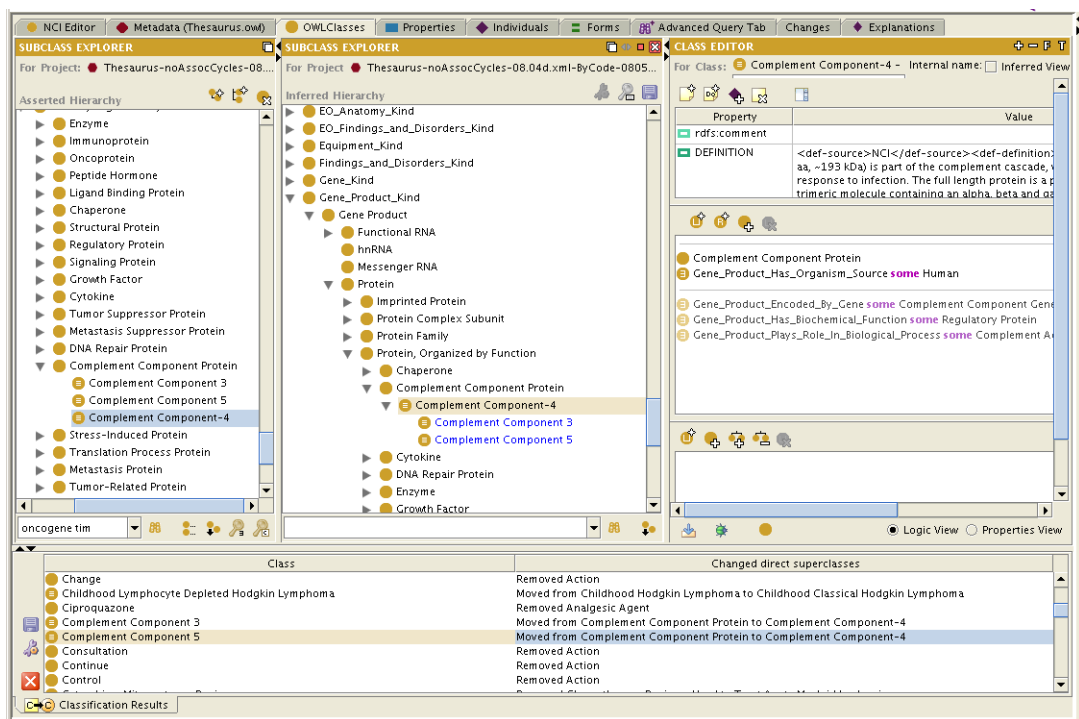 NCI Editor
Metadata (Thesaurus.owl)
OWLClasses
Properties
Individuals
Forms
Advanced Query Tab
Changes
Explanations
SUBCLASS EXPLORER
For Project: Thesaurus-noAssocCycles-08....
Asserted Hierarchy
Enzyme
Immunoprotein
Oncoprotein
Peptide Hormone
Ligand Binding Protein
Chaperone
Structural Protein
Regulatory Protein
Signaling Protein
Growth Factor
Cytokine
Tumor Suppressor Protein
Metastasis Suppressor Protein
DNA Repair Protein
Complement Component Protein
Complement Component 3
Complement Component 5
Complement Component-4
Stress-Induced Protein
Translation Process Protein
Metastasis Protein
Tumor-Related Protein
oncogene tim
SUBCLASS EXPLORER
For Project Thesaurus-noAssocCycles-08.04d.xml-ByCode-0805...
Inferred Hierarchy
EO_Anatomy_Kind
EO_Findings_and_Disorders_Kind
Equipment_Kind
Findings_and_Disorders_Kind
Gene_Kind
Gene_Product_Kind
Gene Product
Functional RNA
hnRNA
Messenger RNA
Protein
Imprinted Protein
Protein Complex Subunit
Protein Family
Protein, Organized by Function
Chaperone
Complement Component Protein
Complement Component-4
Complement Component 3
Complement Component 5
Cytokine
DNA Repair Protein
Enzyme
Growth Factor
CLASS EDITOR
For Class: Complement Component-4 - Internal name: Inferred View
Property Value
rdfs:comment
DEFINITION <def-source>NCI</def-source><def-definition>
aa, ~193 kDa) is part of the complement cascade,
response to infection. The full length protein is a p
trimeric molecule containing an alpha, beta and ga
Complement Component Protein
Gene_Product_Has_Organism_Source some Human
Gene_Product_Encoded_By_Gene some Complement Component Gene
Gene_Product_Has_Biochemical_Function some Regulatory Protein
Gene_Product_Plays_Role_In_Biological_Process some Complement A
Logic View Properties View
Class Changed direct superclasses
Change Removed Action
Childhood Lymphocyte Depleted Hodgkin Lymphoma Moved from Childhood Hodgkin Lymphoma to Childhood Classical Hodgkin Lymphoma
Ciproquazone Removed Analgesic Agent
Complement Component 3 Moved from Complement Component Protein to Complement Component-4
Complement Component 5 Moved from Complement Component Protein to Complement Component-4
Consultation Removed Action
Continue Removed Action
Control Removed Action
Classification Results